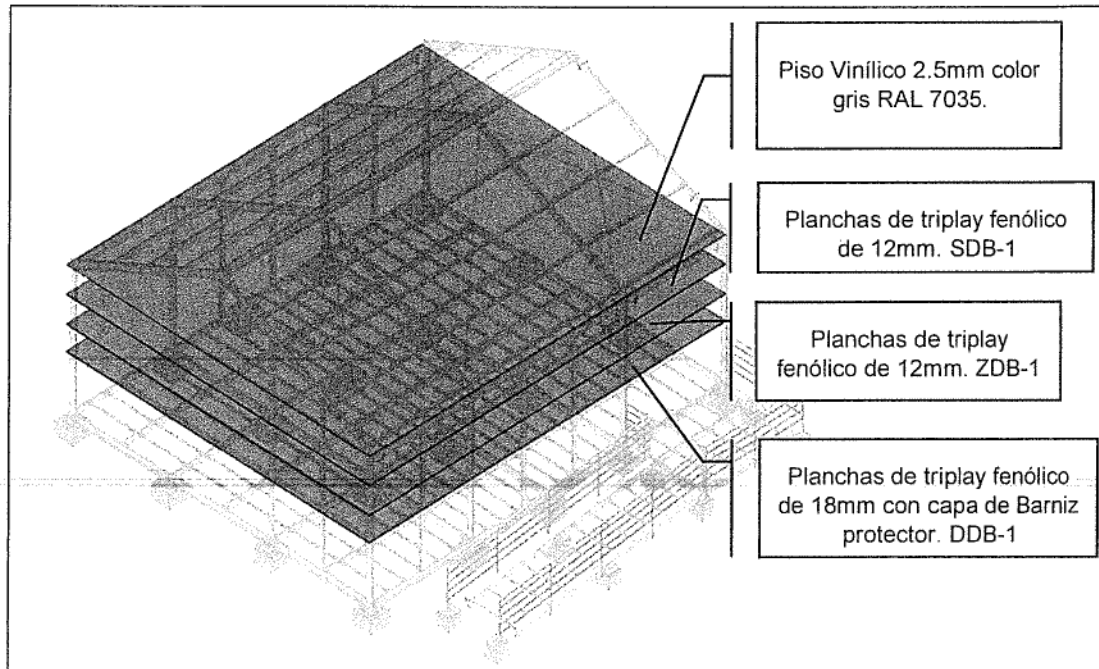 Piso Vinílico 2.5mm color
gris RAL 7035.
Planchas de triplay fenólico
de 12mm. SDB-1
Planchas de triplay
fenólico de 12mm. ZDB-1
Planchas de triplay fenólico
de 18mm con capa de Barniz
protector. DDB-1